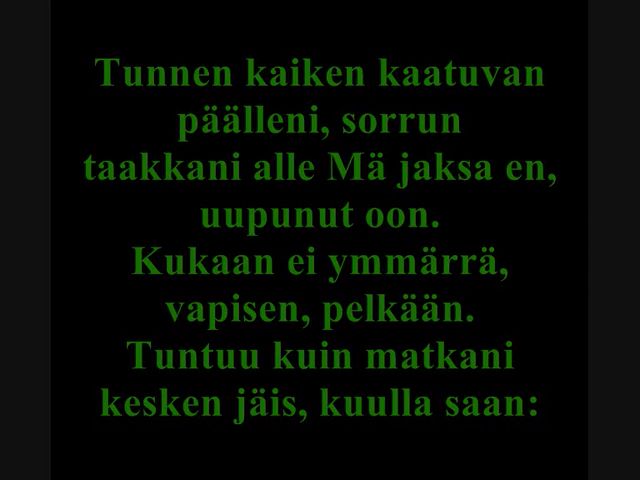 Tunnen kaiken kaatuvan
päälleni, sorrun
taakkani alle Mä jaksa en,
uupunut oon.
Kukaan ei ymmärrä,
vapisen, pelkään.
Tuntuu kuin matkani
kesken jäis, kuulla saan: